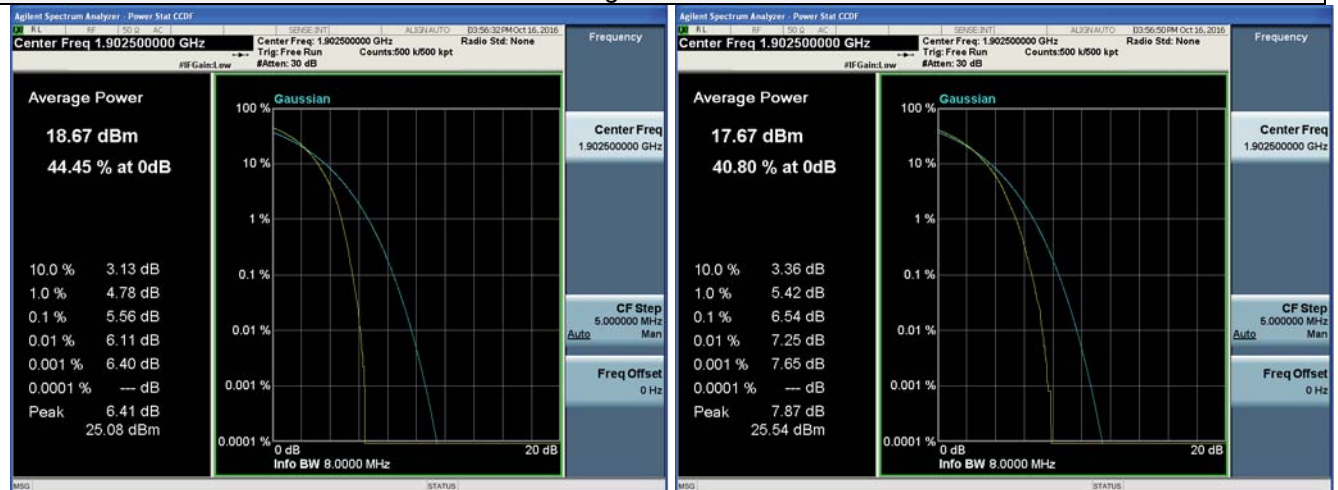 Agilent Spectrum Analyzer - Power Stat CCDF
RL RF 50 Ω AC SENSE:INT ALIGN AUTO 03:56:32 PM Oct 16, 2016
Center Freq 1.902500000 GHz
Center Freq: 1.902500000 GHz Radio Std: None
Trig: Free Run Counts:500 k/500 kpt
#IFGain:Low #Atten: 30 dB
Frequency
Average Power
18.67 dBm
44.45 % at 0dB
10.0 % 3.13 dB
1.0 % 4.78 dB
0.1 % 5.56 dB
0.01 % 6.11 dB
0.001 % 6.40 dB
0.0001 % --- dB
Peak 6.41 dB
25.08 dBm
Gaussian
100 %
10 %
1 %
0.1 %
0.01 %
0.001 %
0.0001 %
0 dB 20 dB
Info BW 8.0000 MHz
Center Freq
1.902500000 GHz
CF Step
5.000000 MHz
Auto Man
Freq Offset
0 Hz
MSG STATUS
Agilent Spectrum Analyzer - Power Stat CCDF
RL RF 50 Ω AC SENSE:INT ALIGN AUTO 03:56:50 PM Oct 16, 2016
Center Freq 1.902500000 GHz
Center Freq: 1.902500000 GHz Radio Std: None
Trig: Free Run Counts:500 k/500 kpt
#IFGain:Low #Atten: 30 dB
Frequency
Average Power
17.67 dBm
40.80 % at 0dB
10.0 % 3.36 dB
1.0 % 5.42 dB
0.1 % 6.54 dB
0.01 % 7.25 dB
0.001 % 7.65 dB
0.0001 % --- dB
Peak 7.87 dB
25.54 dBm
Gaussian
100 %
10 %
1 %
0.1 %
0.01 %
0.001 %
0.0001 %
0 dB 20 dB
Info BW 8.0000 MHz
Center Freq
1.902500000 GHz
CF Step
5.000000 MHz
Auto Man
Freq Offset
0 Hz
MSG STATUS